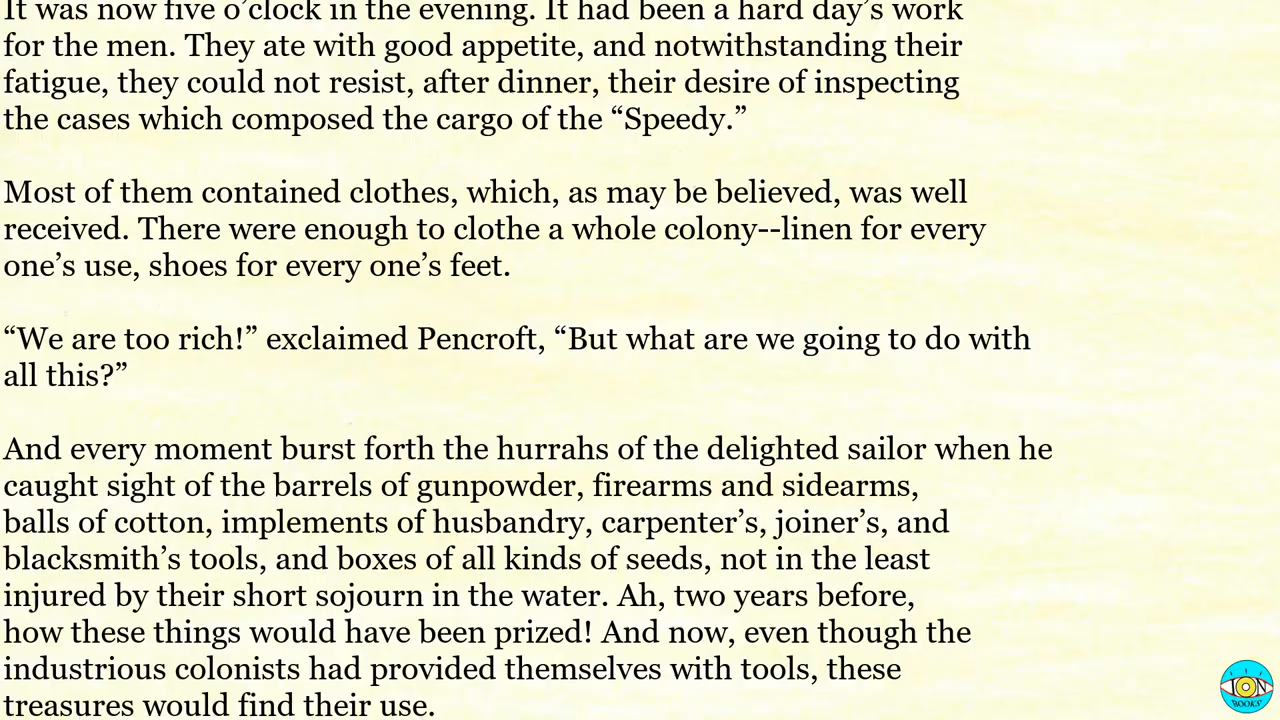 It was now five o’clock in the evening. It had been a hard day’s work
for the men. They ate with good appetite, and notwithstanding their
fatigue, they could not resist, after dinner, their desire of inspecting
the cases which composed the cargo of the “Speedy.”
Most of them contained clothes, which, as may be believed, was well
received. There were enough to clothe a whole colony--linen for every
one’s use, shoes for every one’s feet.
“We are too rich!” exclaimed Pencroft, “But what are we going to do with
all this?”
And every moment burst forth the hurrahs of the delighted sailor when he
caught sight of the barrels of gunpowder, firearms and sidearms,
balls of cotton, implements of husbandry, carpenter’s, joiner’s, and
blacksmith’s tools, and boxes of all kinds of seeds, not in the least
injured by their short sojourn in the water. Ah, two years before,
how these things would have been prized! And now, even though the
industrious colonists had provided themselves with tools, these
treasures would find their use.
ION
BOOKS